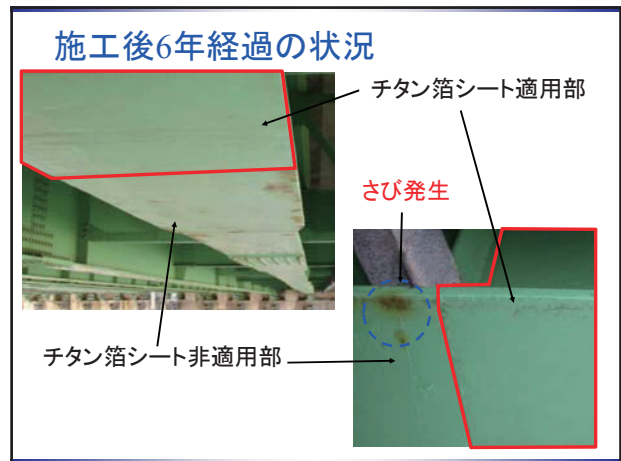 施工後6年経過の状況
チタン箔シート適用部
さび発生
チタン箔シート非適用部